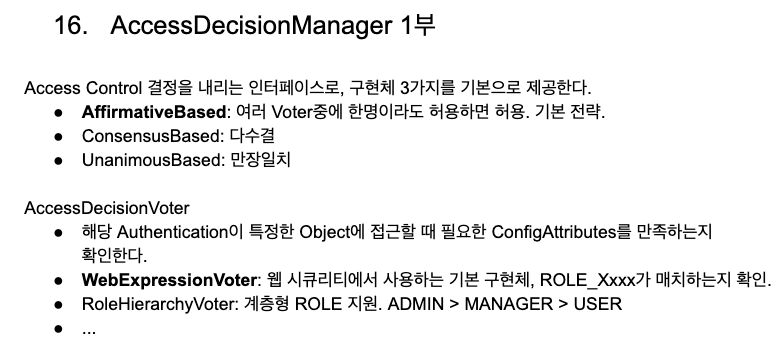 16. AccessDecisionManager 1부
Access Control 결정을 내리는 인터페이스로, 구현체 3가지를 기본으로 제공한다.
● AffirmativeBased: 여러 Voter중에 한명이라도 허용하면 허용. 기본 전략.
● ConsensusBased: 다수결
● UnanimousBased: 만장일치
AccessDecisionVoter
● 해당 Authentication이 특정한 Object에 접근할 때 필요한 ConfigAttributes를 만족하는지
확인한다.
● WebExpressionVoter: 웹 시큐리티에서 사용하는 기본 구현체, ROLE_Xxxx가 매치하는지 확인.
● RoleHierarchyVoter: 계층형 ROLE 지원. ADMIN > MANAGER > USER
● ...